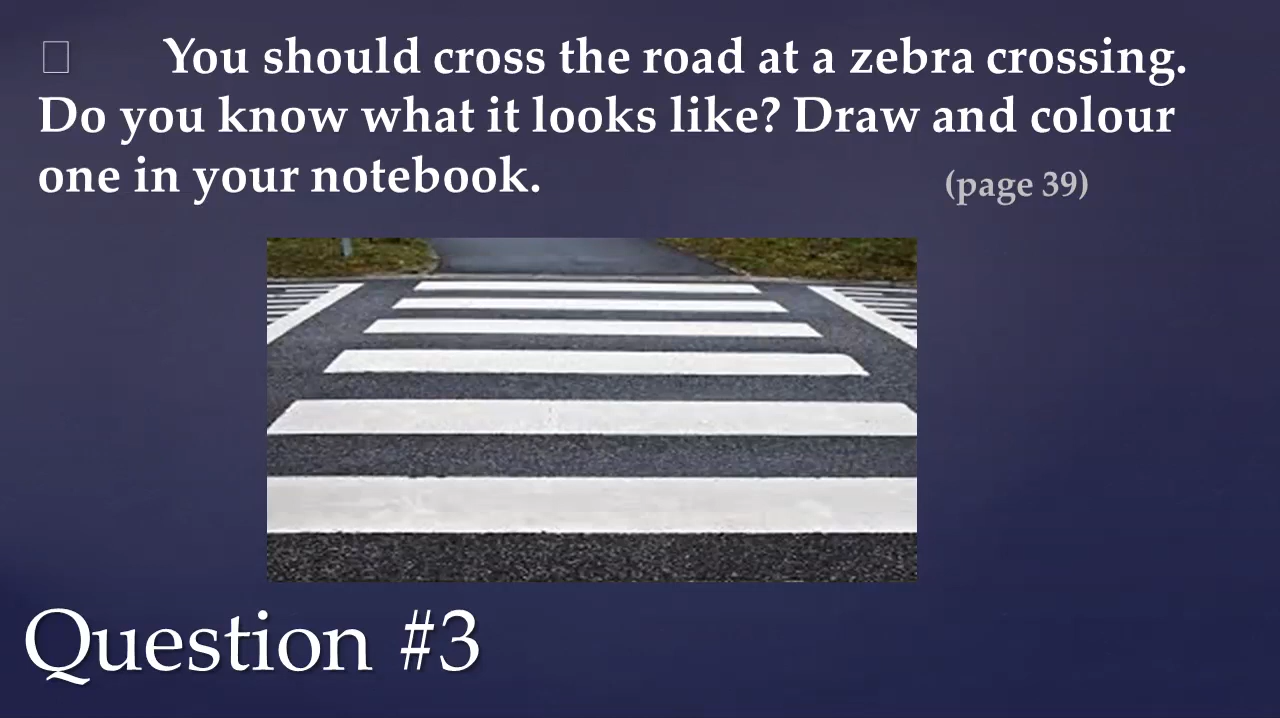 You should cross the road at a zebra crossing.
Do you know what it looks like? Draw and colour
one in your notebook. (page 39)
Question #3